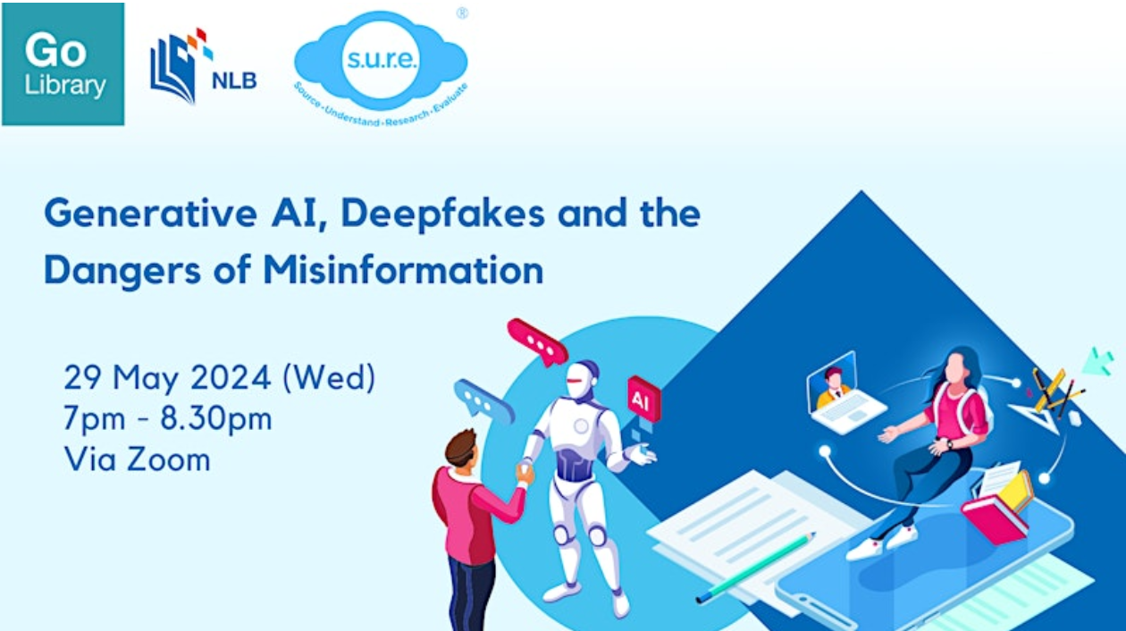 Go
Library
NLB
®
s.u.r.e.
Source•Understand•Research•Evaluate
Generative AI, Deepfakes and the
Dangers of Misinformation
29 May 2024 (Wed)
7pm - 8.30pm
Via Zoom
AI